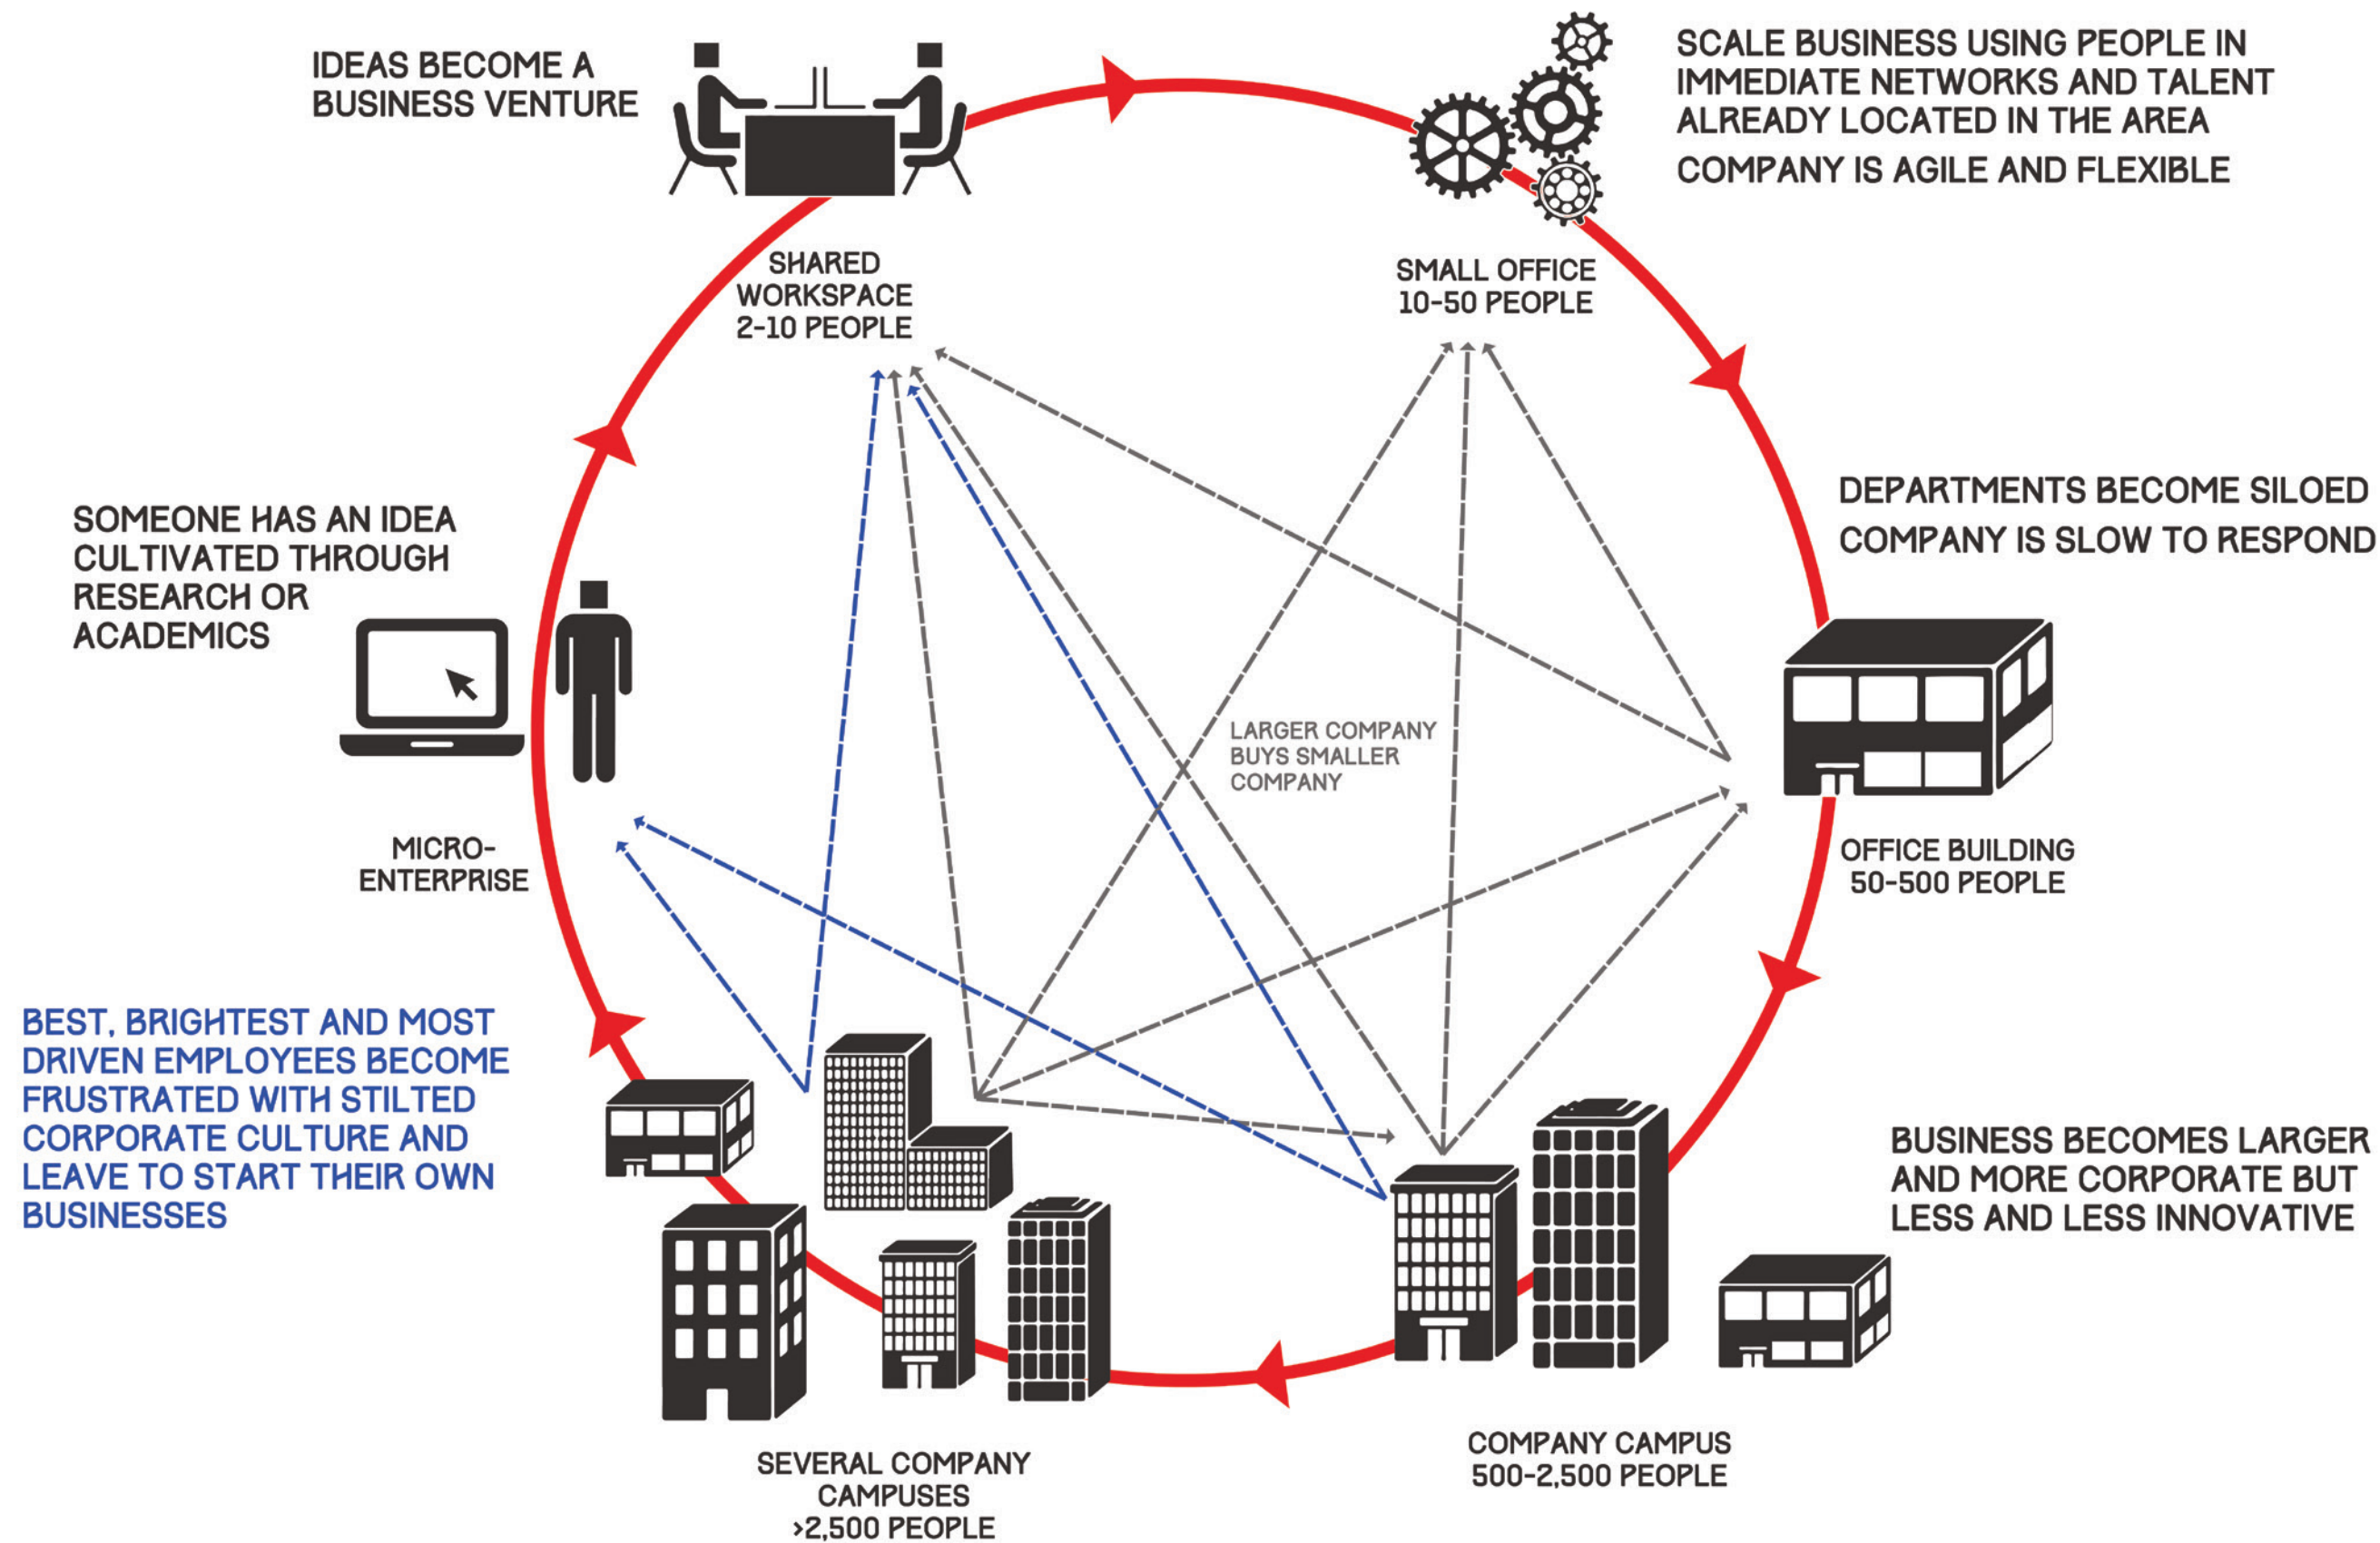 IDEAS BECOME A
BUSINESS VENTURE
SCALE BUSINESS USING PEOPLE IN
IMMEDIATE NETWORKS AND TALENT
ALREADY LOCATED IN THE AREA
COMPANY IS AGILE AND FLEXIBLE
SHARED
WORKSPACE
2-10 PEOPLE
SMALL OFFICE
10-50 PEOPLE
SOMEONE HAS AN IDEA
CULTIVATED THROUGH
RESEARCH OR
ACADEMICS
DEPARTMENTS BECOME SILOED
COMPANY IS SLOW TO RESPOND
LARGER COMPANY
BUYS SMALLER
COMPANY
MICRO-
ENTERPRISE
OFFICE BUILDING
50-500 PEOPLE
BEST, BRIGHTEST AND MOST
DRIVEN EMPLOYEES BECOME
FRUSTRATED WITH STILTED
CORPORATE CULTURE AND
LEAVE TO START THEIR OWN
BUSINESSES
BUSINESS BECOMES LARGER
AND MORE CORPORATE BUT
LESS AND LESS INNOVATIVE
SEVERAL COMPANY
CAMPUSES
>2,500 PEOPLE
COMPANY CAMPUS
500-2,500 PEOPLE